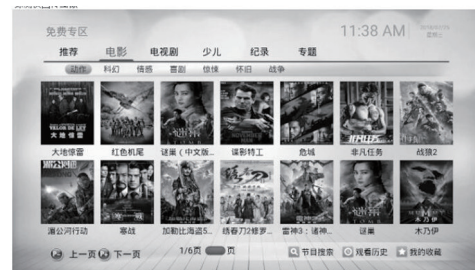 免费专区
11:38 AM
推荐 电影 电视剧 少儿 纪录 专题
动作 科幻 情感 喜剧 惊悚 怀旧 战争
大地惊雷 红色机尾 谜巢（中文版... 谍影特工 危城 非凡任务 战狼2
湄公河行动 寒战 加勒比海盗5... 绣春刀2修罗... 雷神3：诸神... 谜巢 木乃伊
上一页 下一页 1/6页 页 节目搜索 观看历史 我的收藏